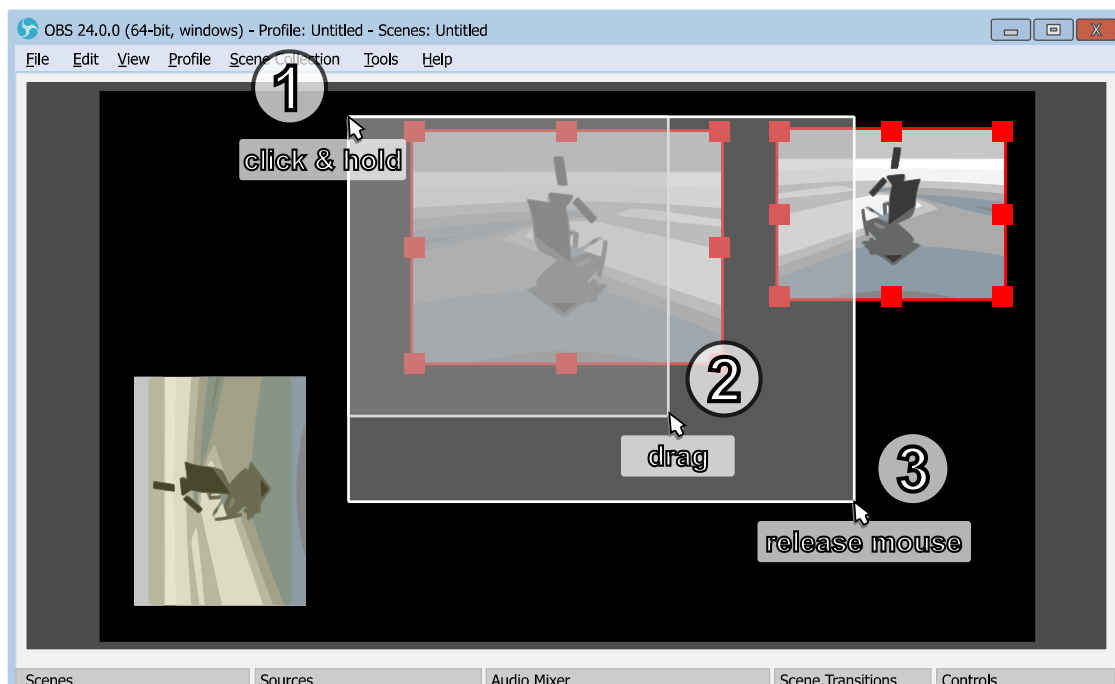 OBS 24.0.0 (64-bit, windows) - Profile: Untitled - Scenes: Untitled
File Edit View Profile Scene Collection Tools Help
1
click & hold
2
drag
3
release mouse
Scenes Sources Audio Mixer Scene Transitions Controls